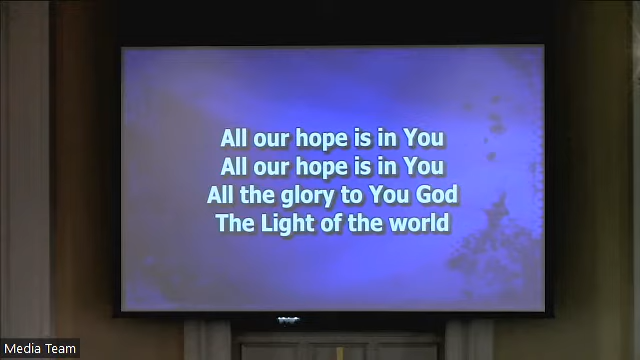 All our hope is in You
All our hope is in You
All the glory to You God
The Light of the world
Media Team